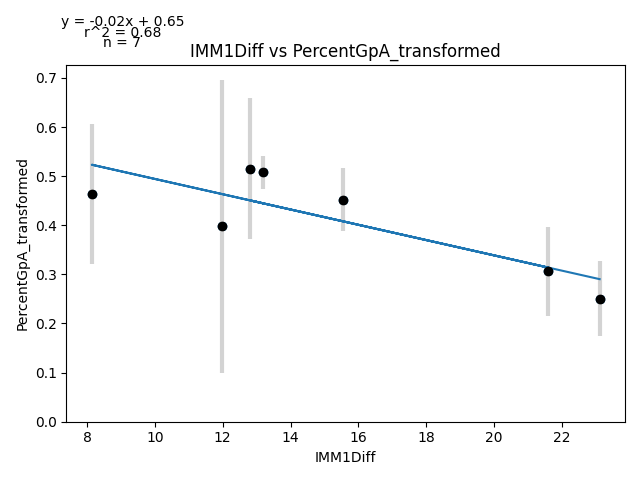 y = -0.02x + 0.65
r^2 = 0.68
n = 7
IMM1Diff vs PercentGpA_transformed
PercentGpA_transformed
0.7
0.6
0.5
0.4
0.3
0.2
0.1
0.0
8 10 12 14 16 18 20 22
IMM1Diff